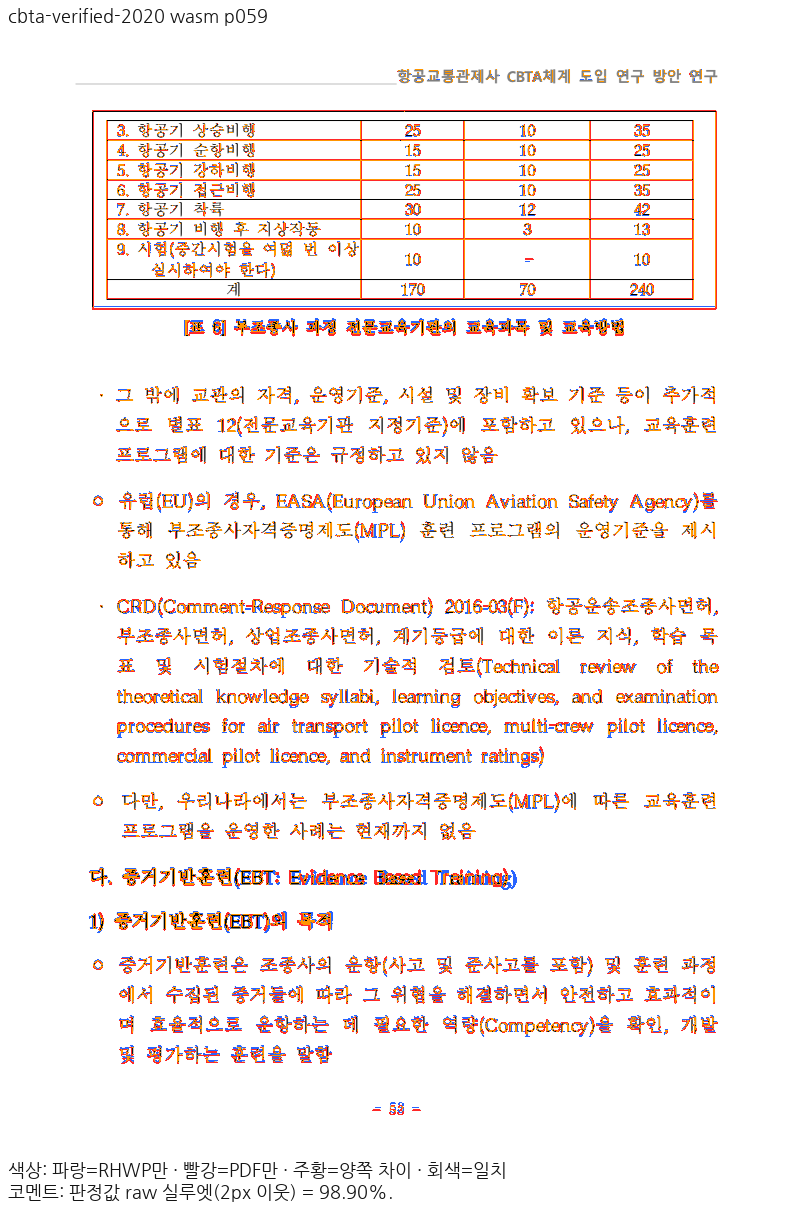 cbta-verified-2020 wasm p059
항공교통관제사 CBTA체계 도입 연구 방안 연구
3. 항공기 상승비행 25 10 35
4. 항공기 순항비행 15 10 25
5. 항공기 강하비행 15 10 25
6. 항공기 접근비행 25 10 35
7. 항공기 착륙 30 12 42
8. 항공기 비행 후 지상작동 10 3 13
9. 시험(중간시험을 여덟 번 이상 실시하여야 한다) 10 - 10
계 170 70 240
[표 6] 부조종사 과정 전문교육기관의 교육과목 및 교육방법
· 그 밖에 교관의 자격, 운영기준, 시설 및 장비 확보 기준 등이 추가적
으로 별표 12(전문교육기관 지정기준)에 포함하고 있으나, 교육훈련
프로그램에 대한 기준은 규정하고 있지 않음
○ 유럽(EU)의 경우, EASA(European Union Aviation Safety Agency)를
통해 부조종사자격증명제도(MPL) 훈련 프로그램의 운영기준을 제시
하고 있음
· CRD(Comment-Response Document) 2016-03(F): 항공운송조종사면허,
부조종사면허, 상업조종사면허, 계기등급에 대한 이론 지식, 학습 목
표 및 시험절차에 대한 기술적 검토(Technical review of the
theoretical knowledge syllabi, learning objectives, and examination
procedures for air transport pilot licence, multi-crew pilot licence,
commercial pilot licence, and instrument ratings)
○ 다만, 우리나라에서는 부조종사자격증명제도(MPL)에 따른 교육훈련
프로그램을 운영한 사례는 현재까지 없음
다. 증거기반훈련(EBT: Evidence Based Training)
1) 증거기반훈련(EBT)의 목적
○ 증거기반훈련은 조종사의 운항(사고 및 준사고를 포함) 및 훈련 과정
에서 수집된 증거들에 따라 그 위협을 해결하면서 안전하고 효과적이
며 효율적으로 운항하는 데 필요한 역량(Competency)을 확인, 개발
및 평가하는 훈련을 말함
색상: 파랑=RHWP만 · 빨강=PDF만 · 주황=양쪽 차이 · 회색=일치
코멘트: 판정값 raw 실루엣(2px 이웃) = 98.90%.